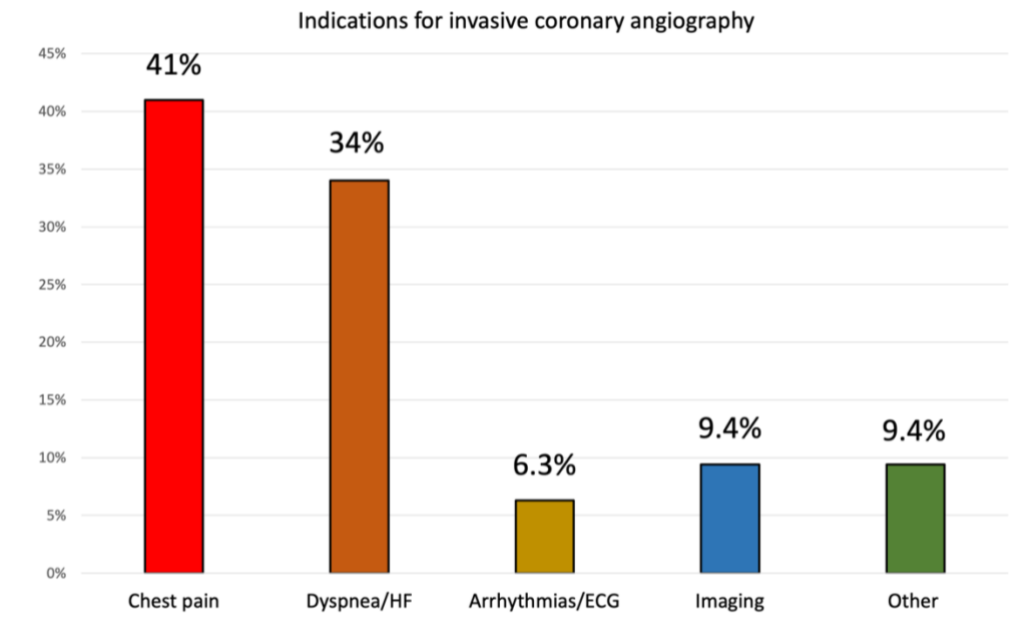 Indications for invasive coronary angiography
45%
41%
40%
34%
35%
30%
25%
20%
15%
9.4%
9.4%
10%
6.3%
5%
0%
Chest pain
Dyspnea/HF
Arrhythmias/ECG
Imaging
Other